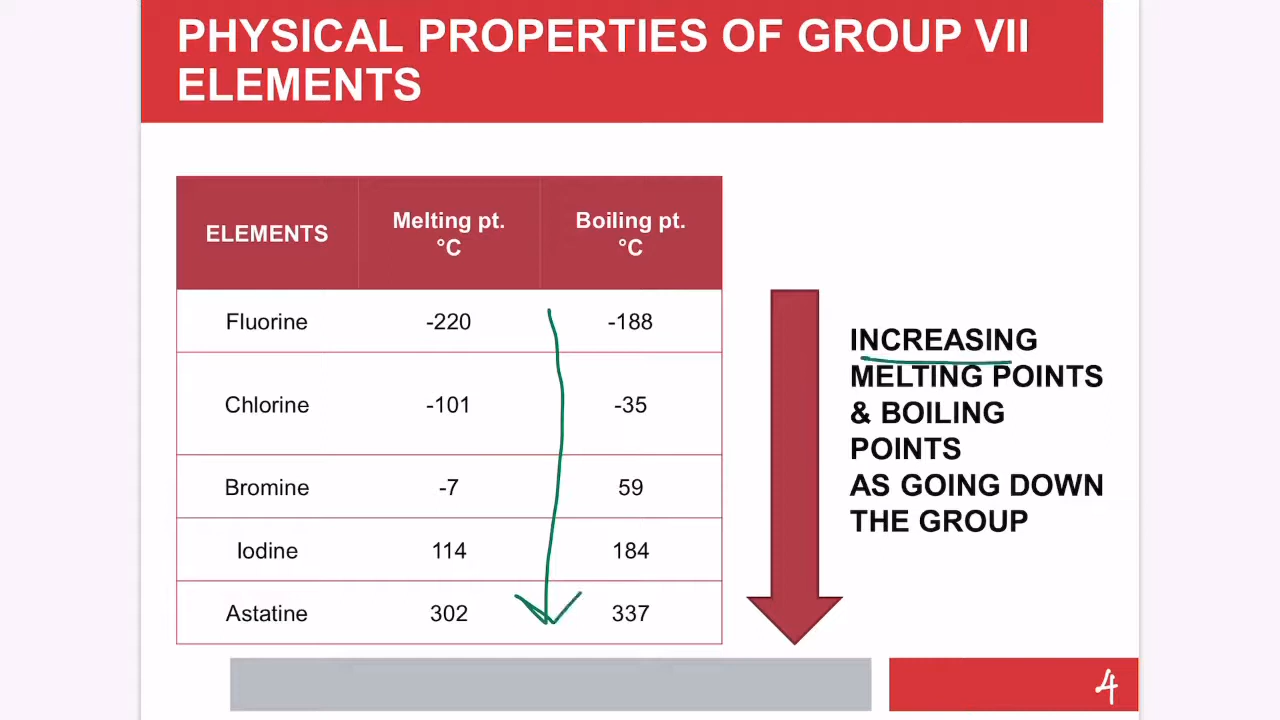 PHYSICAL PROPERTIES OF GROUP VII
ELEMENTS
ELEMENTS Melting pt. °C Boiling pt. °C
Fluorine -220 -188
Chlorine -101 -35
Bromine -7 59
Iodine 114 184
Astatine 302 337
INCREASING
MELTING POINTS
& BOILING
POINTS
AS GOING DOWN
THE GROUP
4